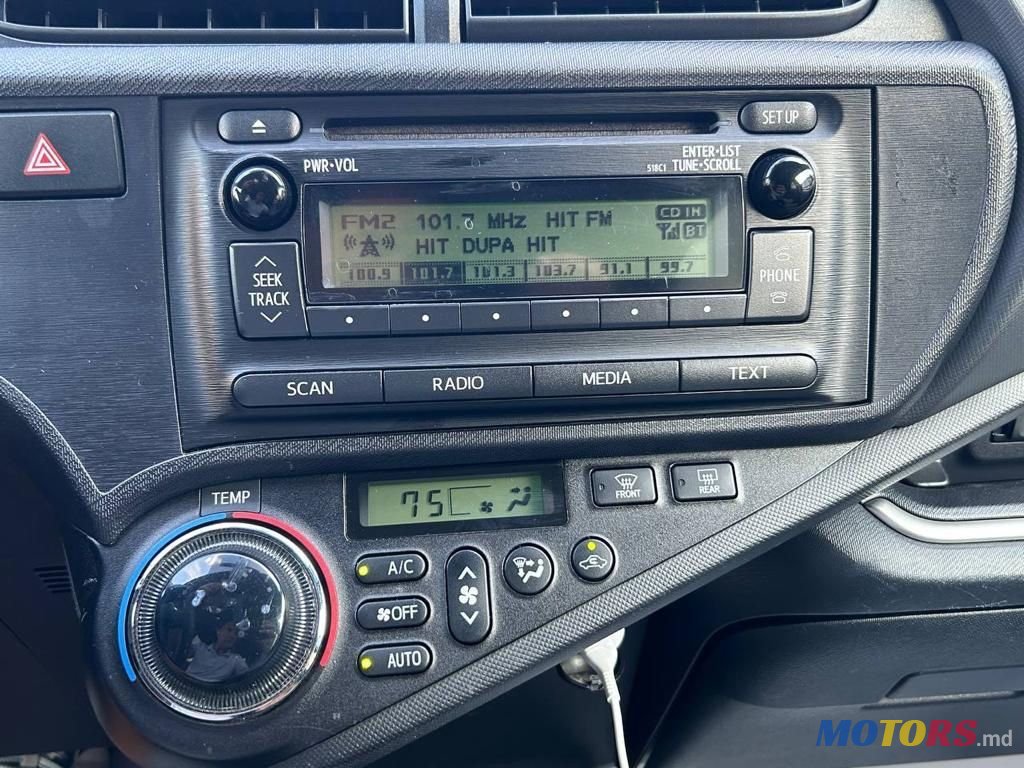 SET UP
PWR•VOL
ENTER•LIST
518C1 TUNE•SCROLL
FM2 101.7 MHz HIT FM CD IN
BT
HIT DUPA HIT
100.9 101.7 101.3 103.7 91.1 99.7
SEEK
TRACK
PHONE
SCAN RADIO MEDIA TEXT
TEMP
75
FRONT
REAR
A/C
OFF
AUTO
MOTORS.md